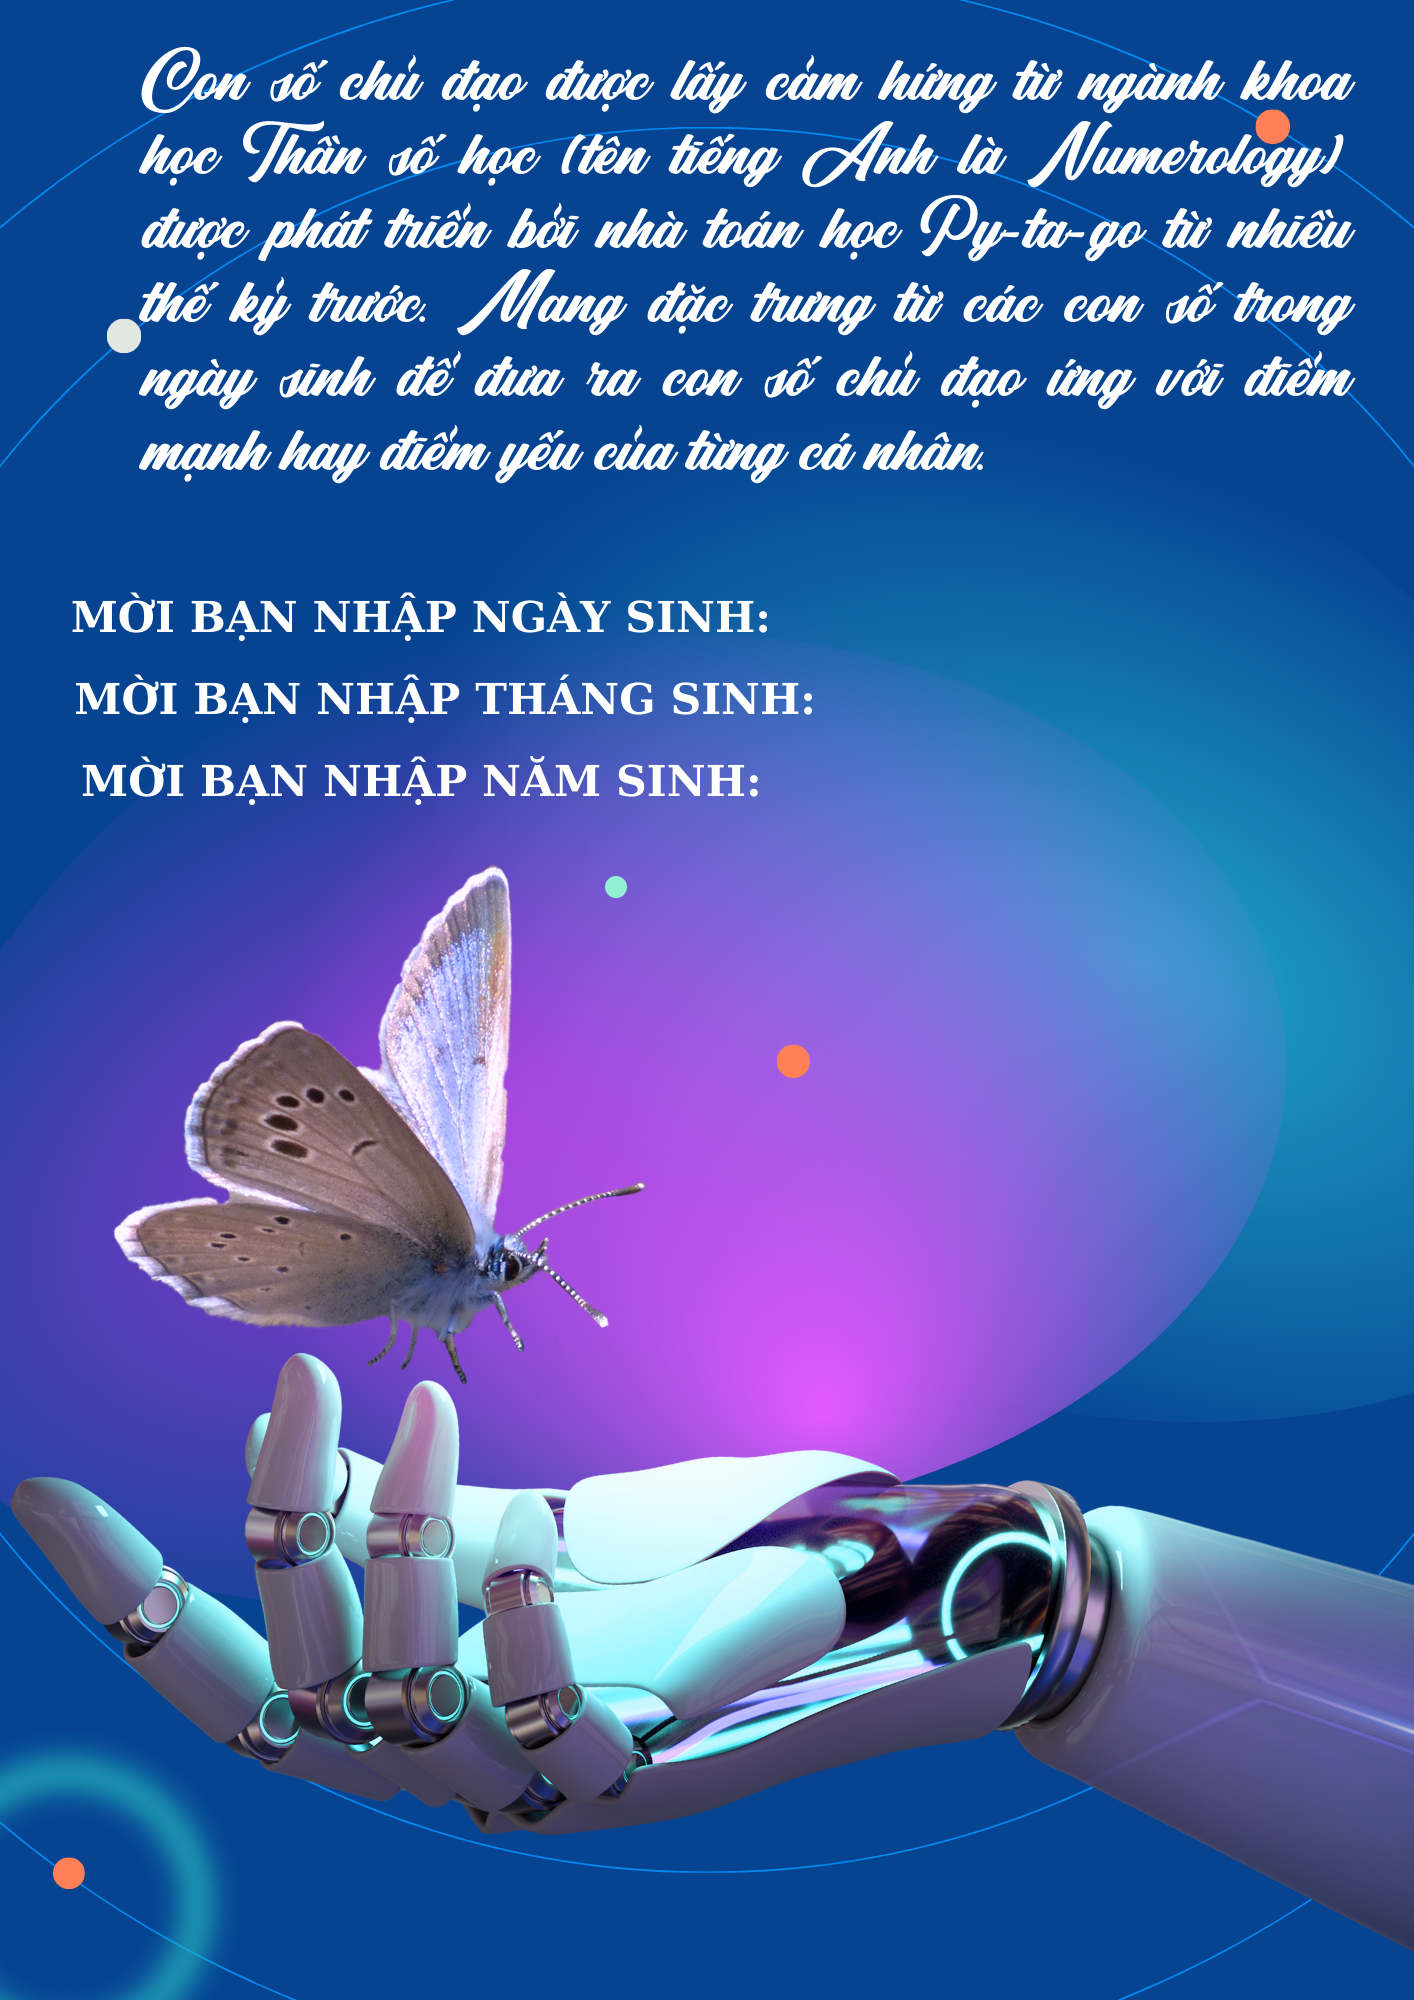 Con số chủ đạo được lấy cảm hứng từ ngành khoa
học Thần số học (tên tiếng Anh là Numerology)
được phát triển bởi nhà toán học Py-ta-go từ nhiều
thế kỷ trước. Mang đặc trưng từ các con số trong
ngày sinh để đưa ra con số chủ đạo ứng với điểm
mạnh hay điểm yếu của từng cá nhân.
MỜI BẠN NHẬP NGÀY SINH:
MỜI BẠN NHẬP THÁNG SINH:
MỜI BẠN NHẬP NĂM SINH: